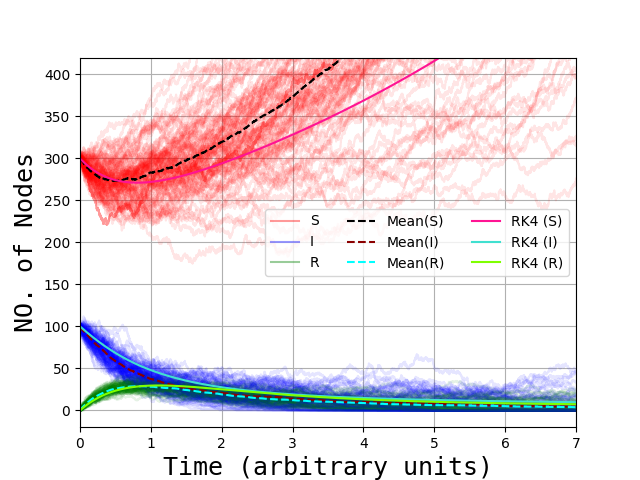 NO. of Nodes
400
350
300
250
200
150
100
50
0
S Mean(S) RK4 (S)
I Mean(I) RK4 (I)
R Mean(R) RK4 (R)
0 1 2 3 4 5 6 7
Time (arbitrary units)